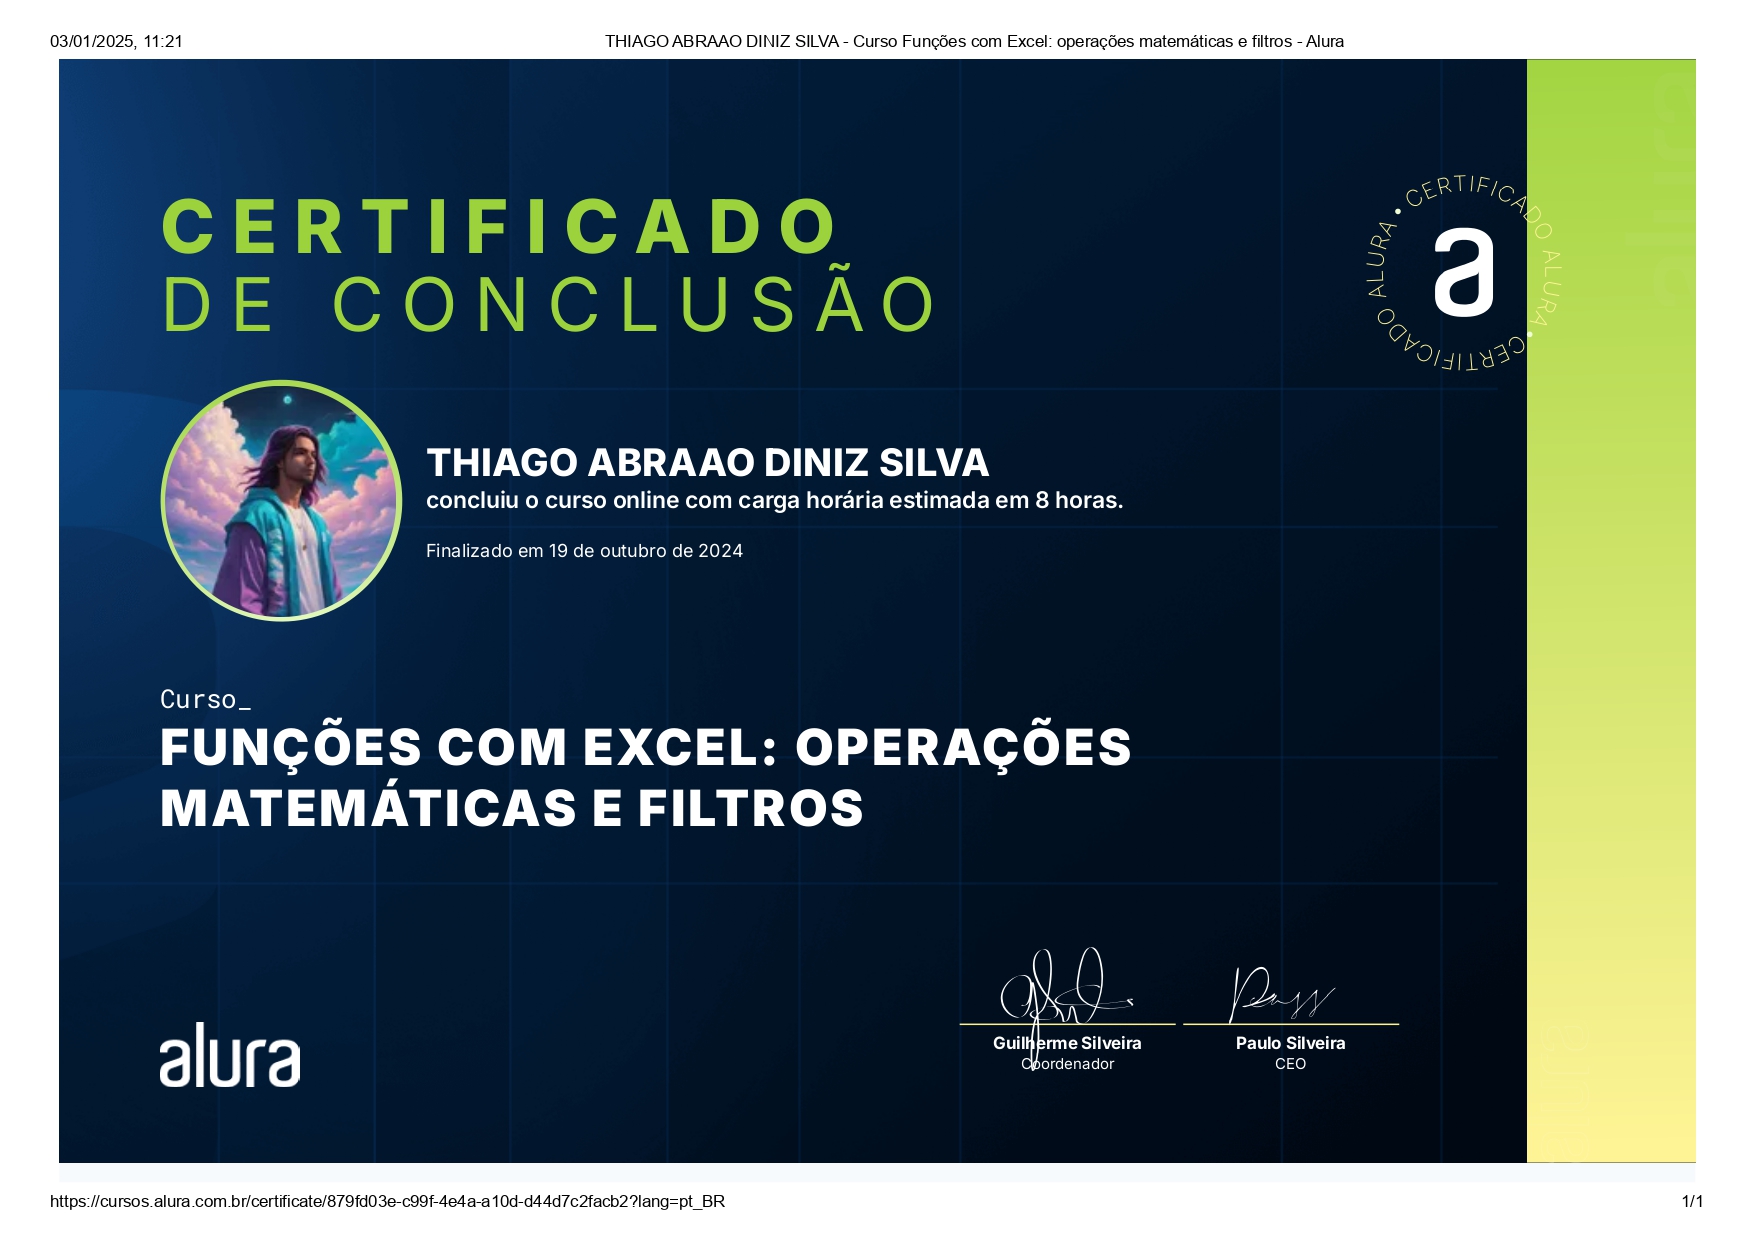 03/01/2025, 11:21
THIAGO ABRAAO DINIZ SILVA - Curso Funções com Excel: operações matemáticas e filtros - Alura
CERTIFICADO
DE CONCLUSÃO
CERTIFICADO ALURA • CERTIFICADO ALURA •
a
THIAGO ABRAAO DINIZ SILVA
concluiu o curso online com carga horária estimada em 8 horas.
Finalizado em 19 de outubro de 2024
Curso_
FUNÇÕES COM EXCEL: OPERAÇÕES
MATEMÁTICAS E FILTROS
alura
Guilherme Silveira
Coordenador
Paulo Silveira
CEO
https://cursos.alura.com.br/certificate/879fd03e-c99f-4e4a-a10d-d44d7c2facb2?lang=pt_BR
1/1